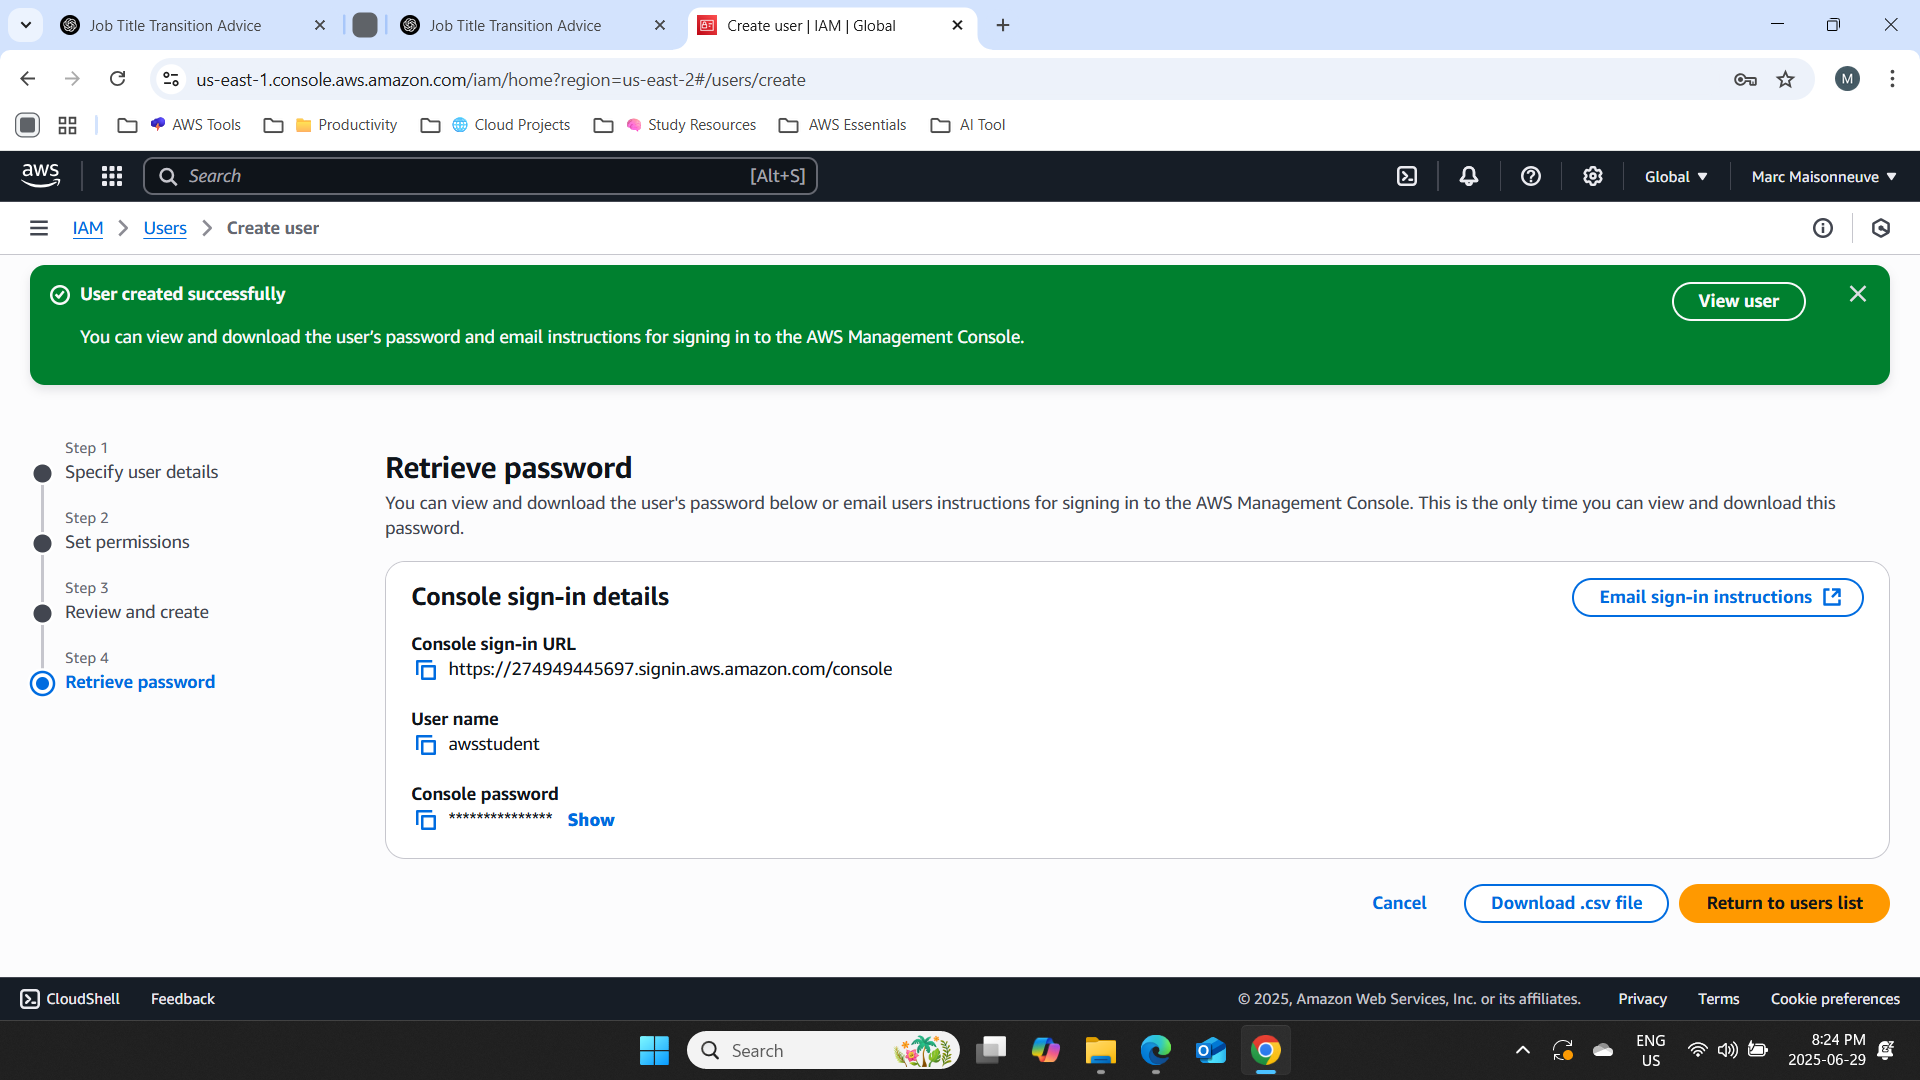 Job Title Transition Advice
Job Title Transition Advice
Create user | IAM | Global
us-east-1.console.aws.amazon.com/iam/home?region=us-east-2#/users/create
M
AWS Tools
Productivity
Cloud Projects
Study Resources
AWS Essentials
AI Tool
aws
Search
[Alt+S]
Global
Marc Maisonneuve
IAM
Users
Create user
User created successfully
You can view and download the user's password and email instructions for signing in to the AWS Management Console.
View user
Step 1
Specify user details
Step 2
Set permissions
Step 3
Review and create
Step 4
Retrieve password
Retrieve password
You can view and download the user's password below or email users instructions for signing in to the AWS Management Console. This is the only time you can view and download this
password.
Console sign-in details
Email sign-in instructions
Console sign-in URL
https://274949445697.signin.aws.amazon.com/console
User name
awsstudent
Console password
*************** Show
Cancel
Download .csv file
Return to users list
CloudShell
Feedback
© 2025, Amazon Web Services, Inc. or its affiliates.
Privacy
Terms
Cookie preferences
Search
ENG
US
8:24 PM
2025-06-29